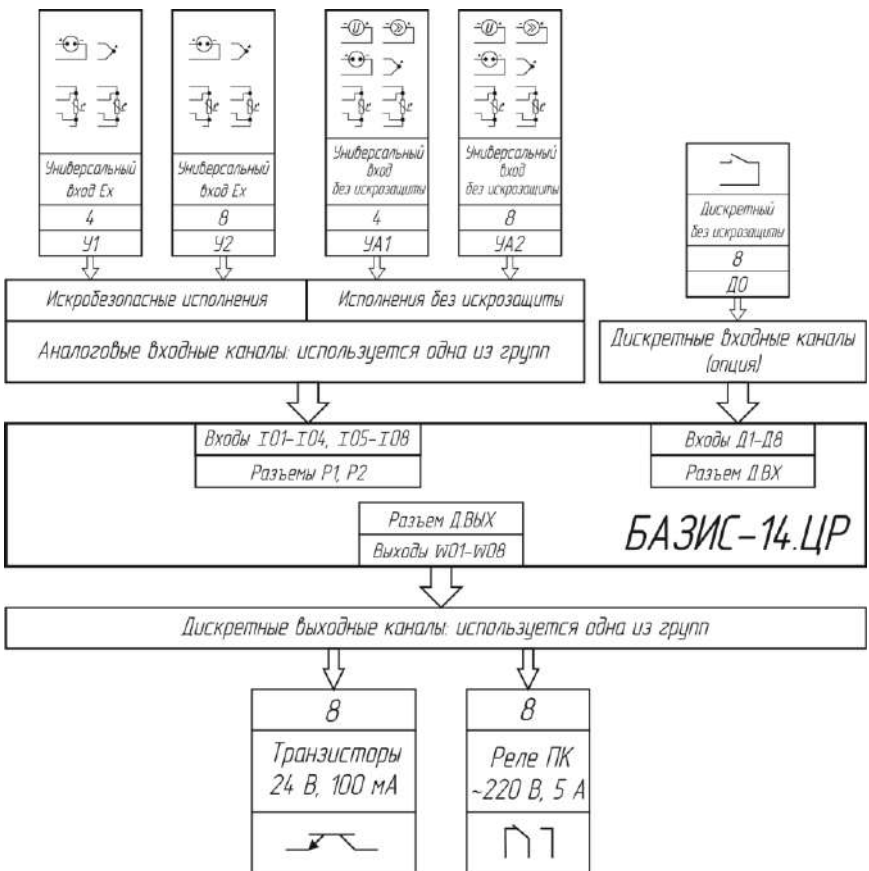 Универсальный
вход Ex
4
У1
Универсальный
вход Ex
8
У2
Универсальный
вход
без искрозащиты
4
УА1
Универсальный
вход
без искрозащиты
8
УА2
Дискретный
без искрозащиты
8
ДО
Искробезопасные исполнения
Исполнения без искрозащиты
Аналоговые входные каналы: используется одна из групп
Дискретные входные каналы
(опция)
Входы I01-I04, I05-I08
Разъемы Р1, Р2
Входы Д1-Д8
Разъем Д.ВХ
Разъем Д.ВЫХ
Выходы W01-W08
БАЗИС-14.ЦР
Дискретные выходные каналы: используется одна из групп
8
Транзисторы
24 В, 100 мА
8
Реле ПК
~220 В, 5 А